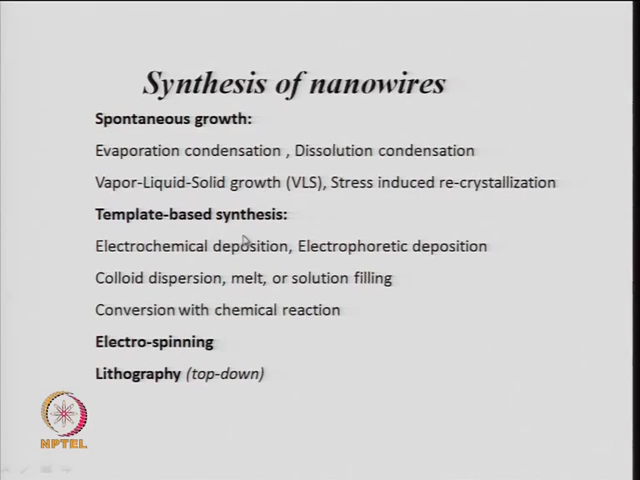 Synthesis of nanowires
Spontaneous growth:
Evaporation condensation , Dissolution condensation
Vapor-Liquid-Solid growth (VLS), Stress induced re-crystallization
Template-based synthesis:
Electrochemical deposition, Electrophoretic deposition
Colloid dispersion, melt, or solution filling
Conversion with chemical reaction
Electro-spinning
Lithography (top-down)
NPTEL